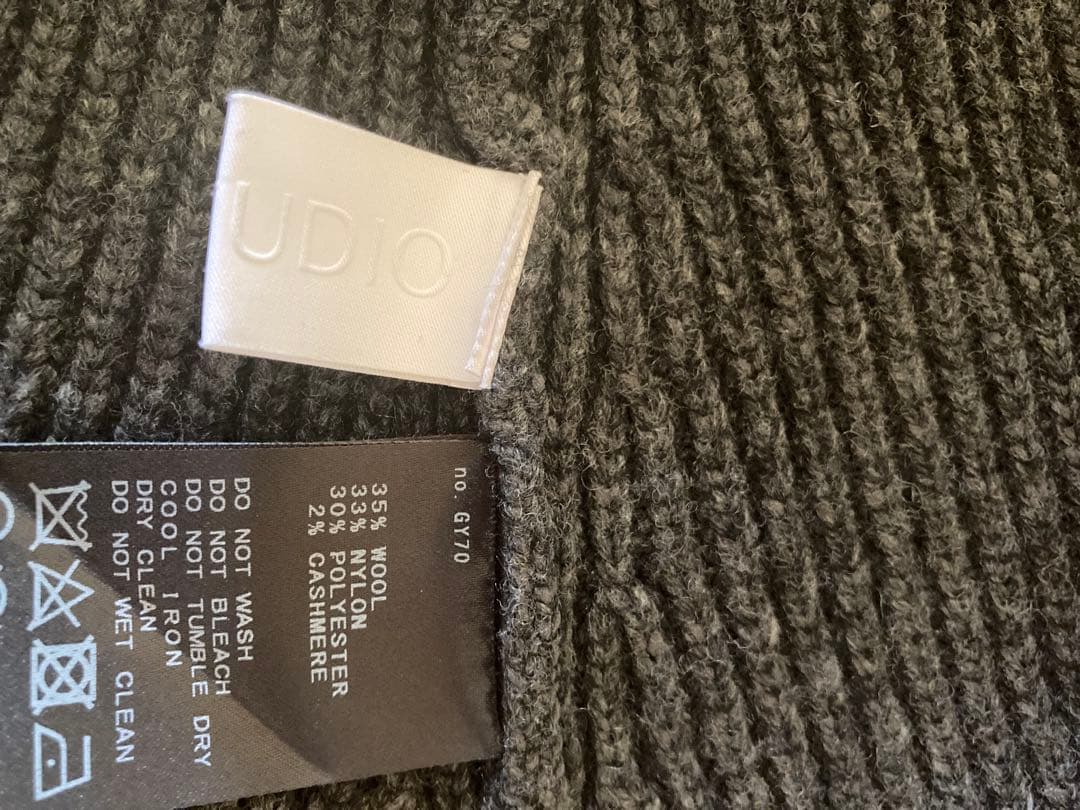 UDIO
no. GY70
35% WOOL
33% NYLON
30% POLYESTER
2% CASHMERE
DO NOT WASH
DO NOT BLEACH
DO NOT TUMBLE DRY
COOL IRON
DRY CLEAN
DO NOT WET CLEAN